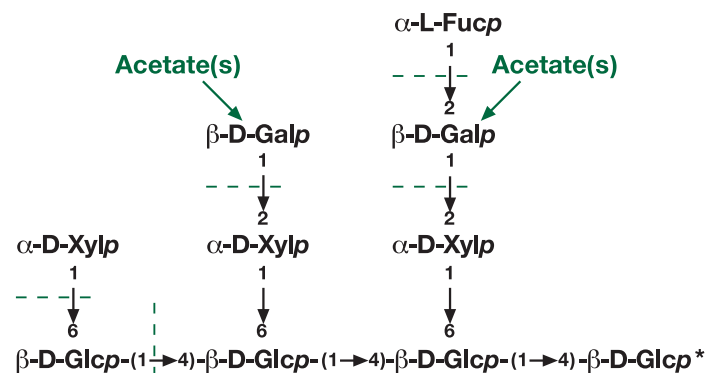 α-L-Fucp
1
Acetate(s) Acetate(s)
2
β-D-Galp β-D-Galp
1 1
2 2
α-D-Xylp α-D-Xylp α-D-Xylp
1 1 1
6 6 6
β-D-Glcp-(1→4)-β-D-Glcp-(1→4)-β-D-Glcp-(1→4)-β-D-Glcp*